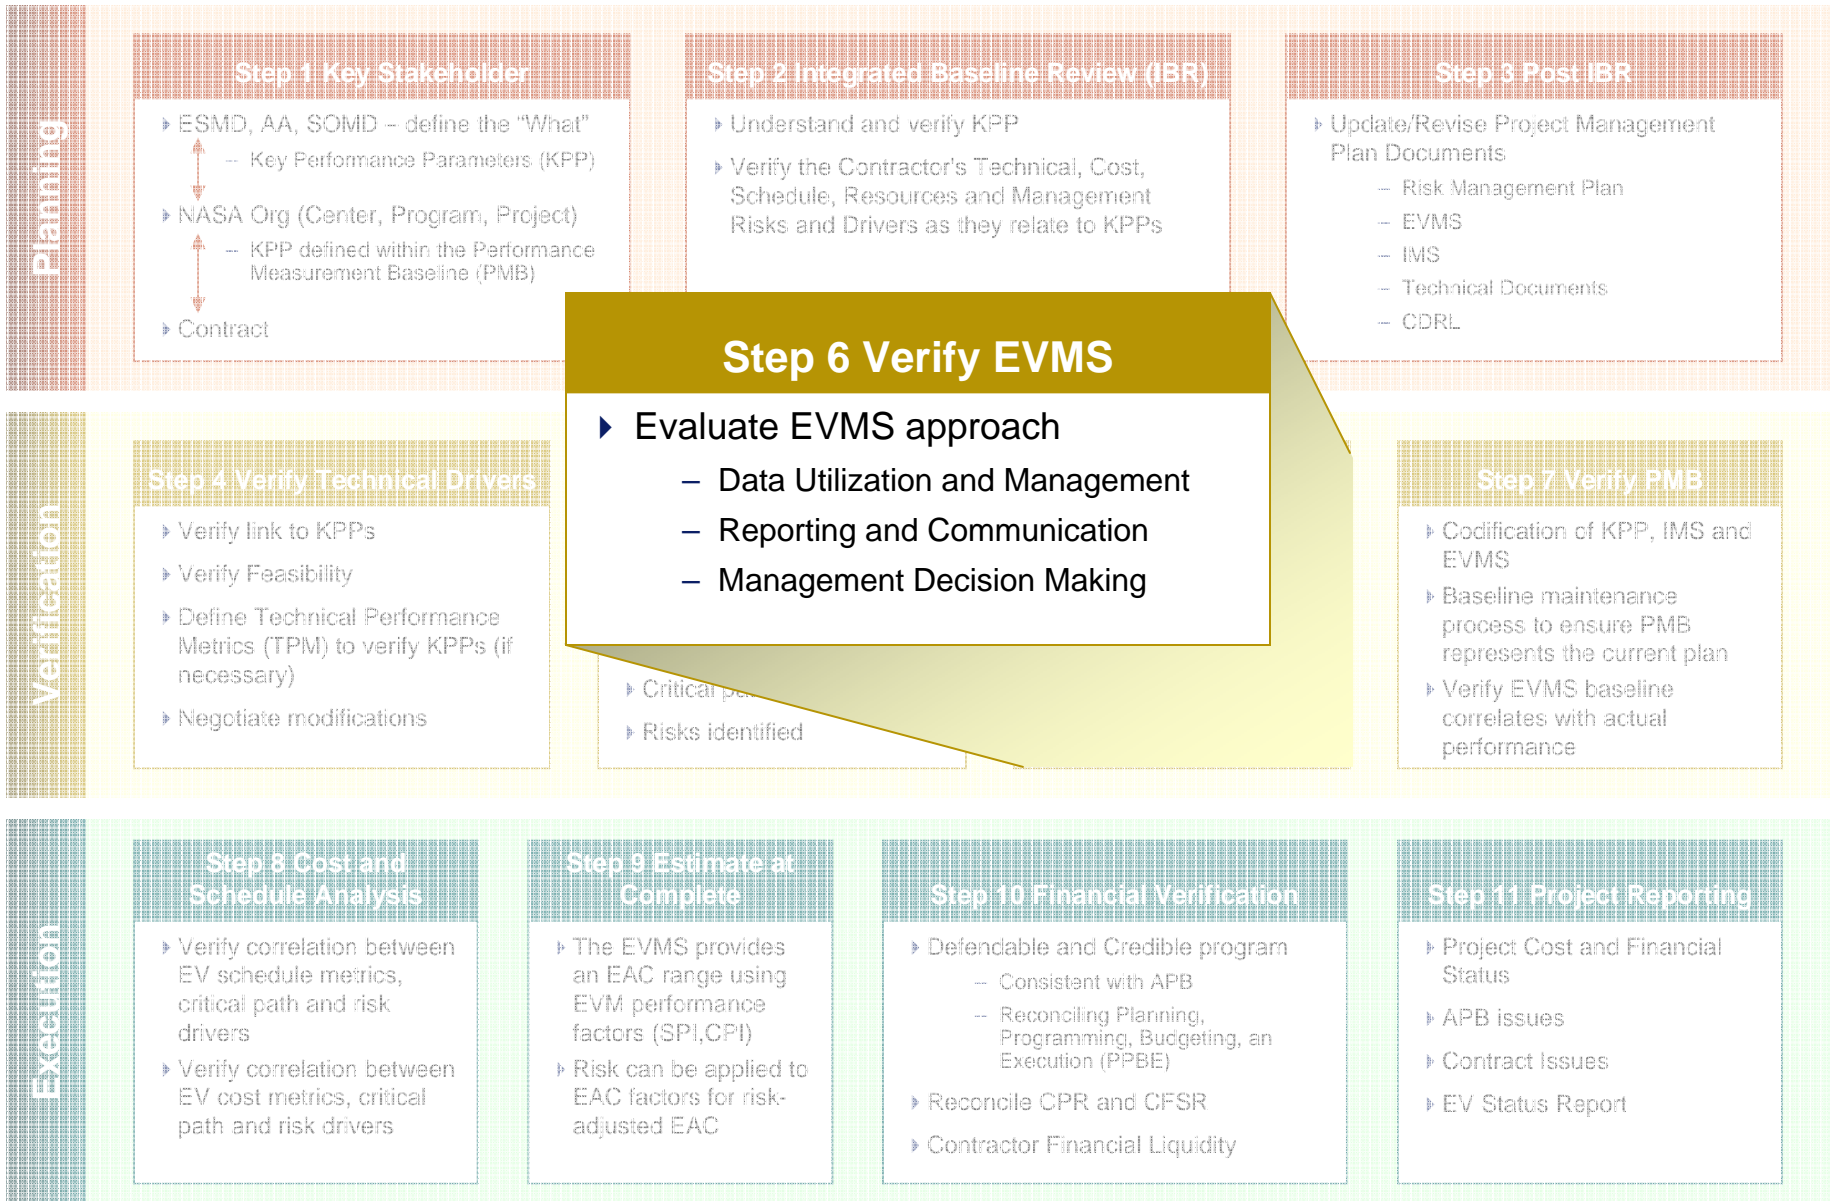 Planning
Step 1 Key Stakeholder
ESMD, AA, SOMD – define the “What”
– Key Performance Parameters (KPP)
NASA Org (Center, Program, Project)
– KPP defined within the Performance
Measurement Baseline (PMB)
Contract
Step 2 Integrated Baseline Review (IBR)
Understand and verify KPP
Verify the Contractor's Technical, Cost,
Schedule, Resources and Management
Risks and Drivers as they relate to KPPs
Step 3 Post IBR
Update/Revise Project Management
Plan Documents
– Risk Management Plan
– EVMS
– IMS
– Technical Documents
– CDRL
Step 6 Verify EVMS
Evaluate EVMS approach
– Data Utilization and Management
– Reporting and Communication
– Management Decision Making
Verification
Step 4 Verify Technical Drivers
Verify link to KPPs
Verify Feasibility
Define Technical Performance
Metrics (TPM) to verify KPPs (if
necessary)
Negotiate modifications
Critical
Risks identified
Step 7 Verify PMB
Codification of KPP, IMS and
EVMS
Baseline maintenance
process to ensure PMB
represents the current plan
Verify EVMS baseline
correlates with actual
performance
Execution
Step 8 Cost and
Schedule Analysis
Verify correlation between
EV schedule metrics,
critical path and risk
drivers
Verify correlation between
EV cost metrics, critical
path and risk drivers
Step 9 Estimate at
Complete
The EVMS provides
an EAC range using
EVM performance
factors (SPI,CPI)
Risk can be applied to
EAC factors for risk-
adjusted EAC
Step 10 Financial Verification
Defendable and Credible program
– Consistent with APB
– Reconciling Planning,
Programming, Budgeting, an
Execution (PPBE)
Reconcile CPR and CFSR
Contractor Financial Liquidity
Step 11 Project Reporting
Project Cost and Financial
Status
APB issues
Contract Issues
EV Status Report